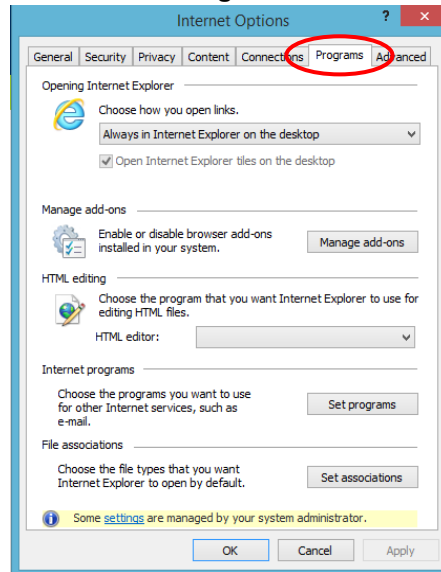 Internet Options
? ×
General Security Privacy Content Connections Programs Advanced
Opening Internet Explorer
Choose how you open links.
Always in Internet Explorer on the desktop
Open Internet Explorer tiles on the desktop
Manage add-ons
Enable or disable browser add-ons
installed in your system.
Manage add-ons
HTML editing
Choose the program that you want Internet Explorer to use for
editing HTML files.
HTML editor:
Internet programs
Choose the programs you want to use
for other Internet services, such as
e-mail.
Set programs
File associations
Choose the file types that you want
Internet Explorer to open by default.
Set associations
Some settings are managed by your system administrator.
OK Cancel Apply